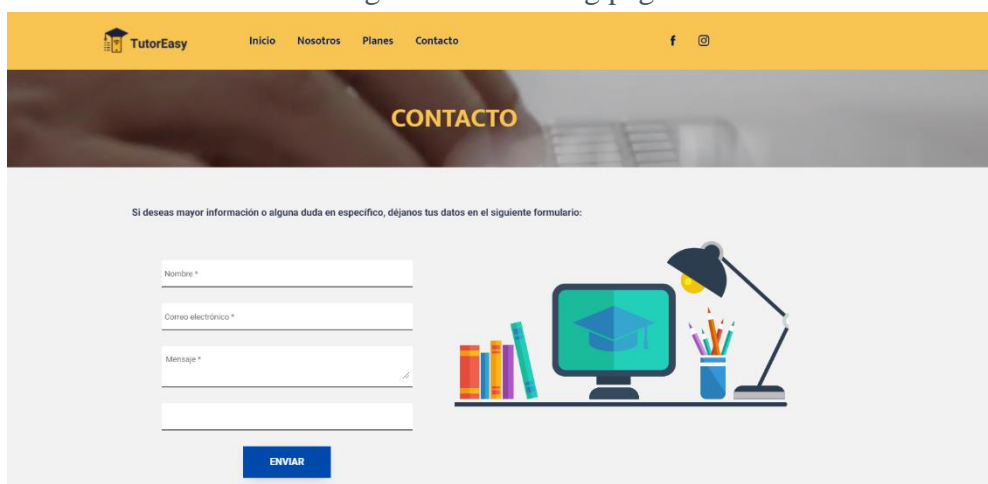 TutorEasy
Inicio Nosotros Planes Contacto
CONTACTO
Si deseas mayor información o alguna duda en específico, déjanos tus datos en el siguiente formulario:
Nombre *
Correo electrónico *
Mensaje *
ENVIAR